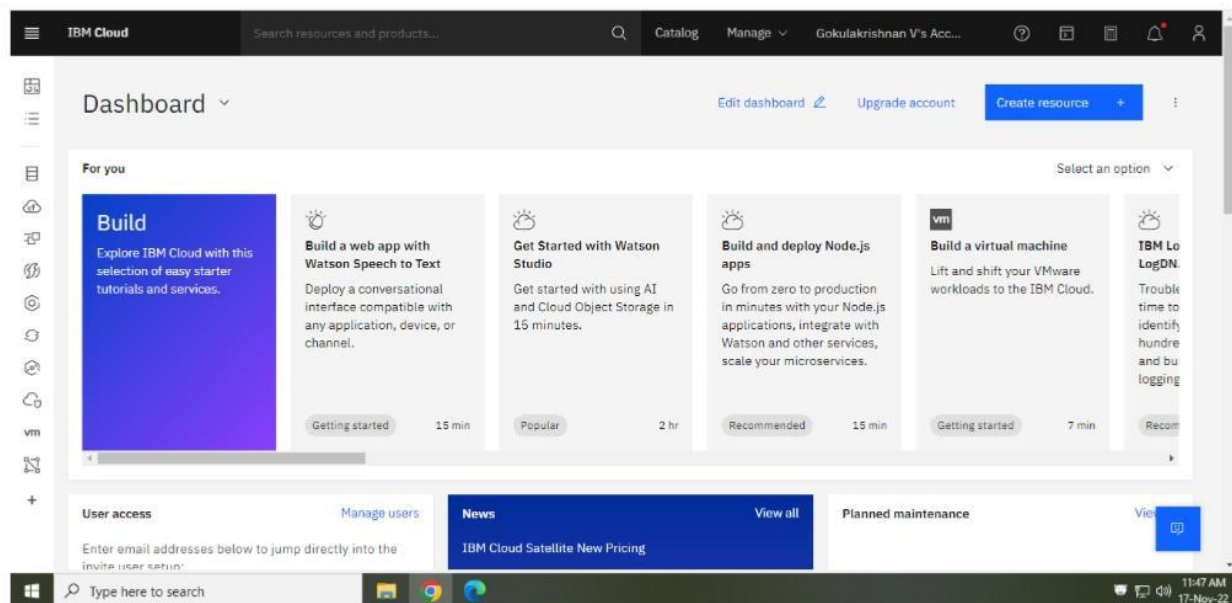 IBM Cloud
Search resources and products...
Catalog
Manage
Gokulakrishnan V's Acc...
Dashboard
Edit dashboard
Upgrade account
Create resource +
For you
Select an option
Build
Explore IBM Cloud with this
selection of easy starter
tutorials and services.
Build a web app with
Watson Speech to Text
Deploy a conversational
interface compatible with
any application, device, or
channel.
Getting started
15 min
Get Started with Watson
Studio
Get started with using AI
and Cloud Object Storage in
15 minutes.
Popular
2 hr
Build and deploy Node.js
apps
Go from zero to production
in minutes with your Node.js
applications, integrate with
Watson and other services,
scale your microservices.
Recommended
15 min
vm
Build a virtual machine
Lift and shift your VMware
workloads to the IBM Cloud.
Getting started
7 min
IBM Lo
LogDN
Trouble
time to
identify
hundre
and bu
logging
Recom
vm
User access
Manage users
Enter email addresses below to jump directly into the
invite user setup:
News
View all
IBM Cloud Satellite New Pricing
Planned maintenance
Type here to search
11:47 AM
17-Nov-22